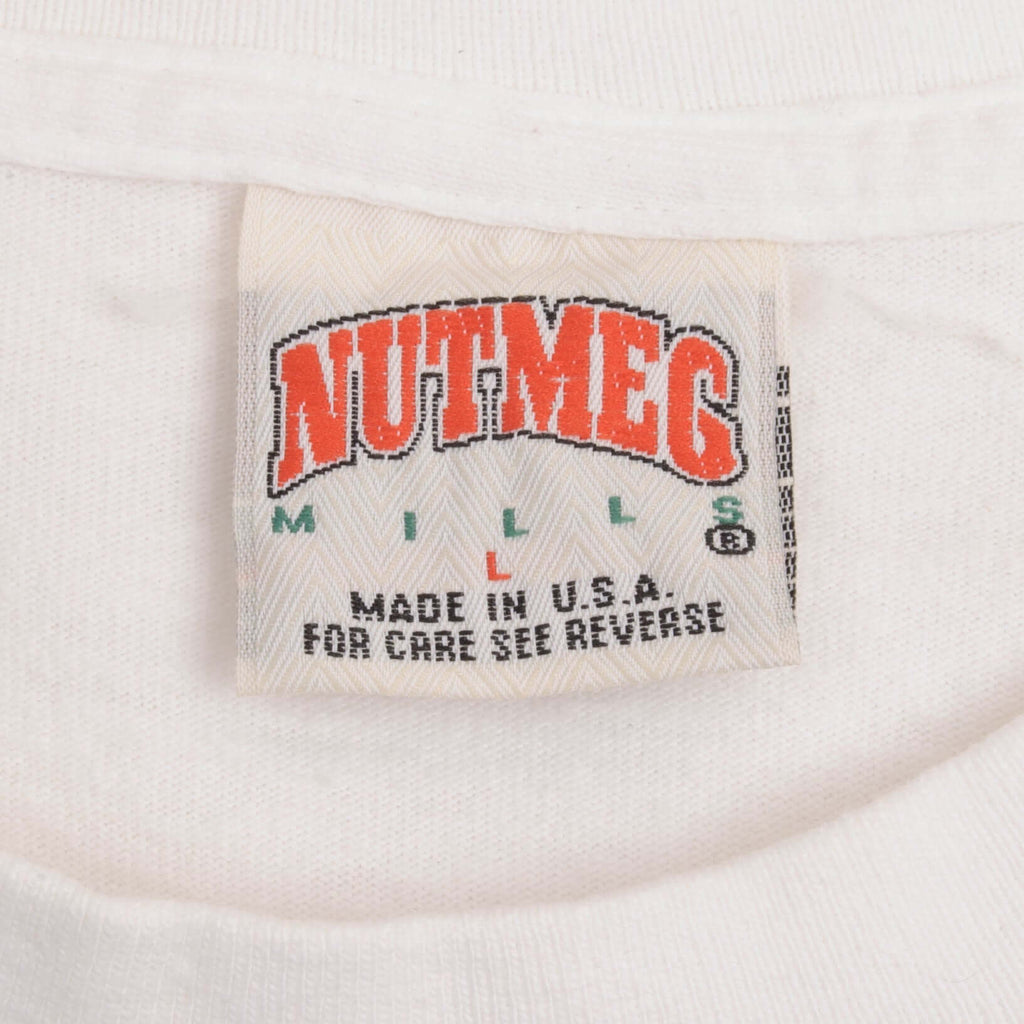 NUTMEG
MILLS
®
L
MADE IN U.S.A.
FOR CARE SEE REVERSE